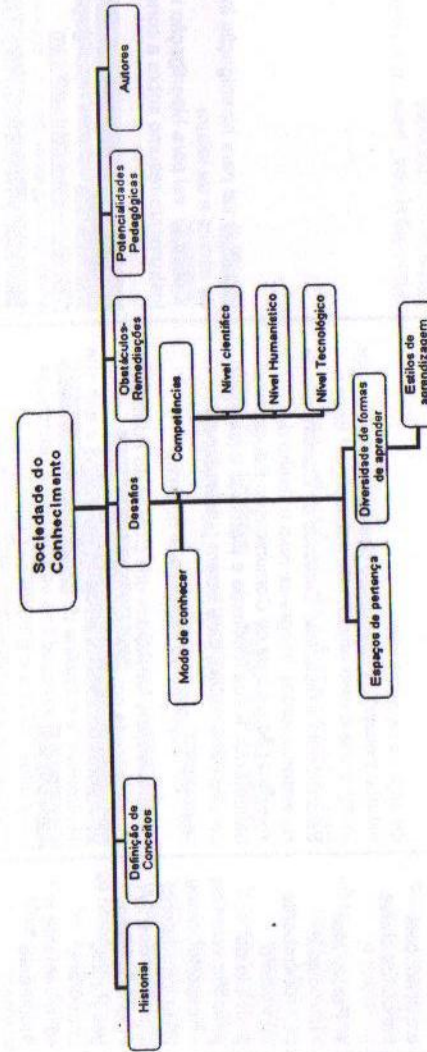 Sociedade do
Conhecimento
Historial
Definição de
Conceitos
Desafios
Obstáculos-
Remediações
Potencialidades
Pedagógicas
Autores
Modo de conhecer
Competências
Nível científico
Nível Humanístico
Nível Tecnológico
Espaços de pertença
Diversidade de formas
de aprender
Estilos de
aprendizagem